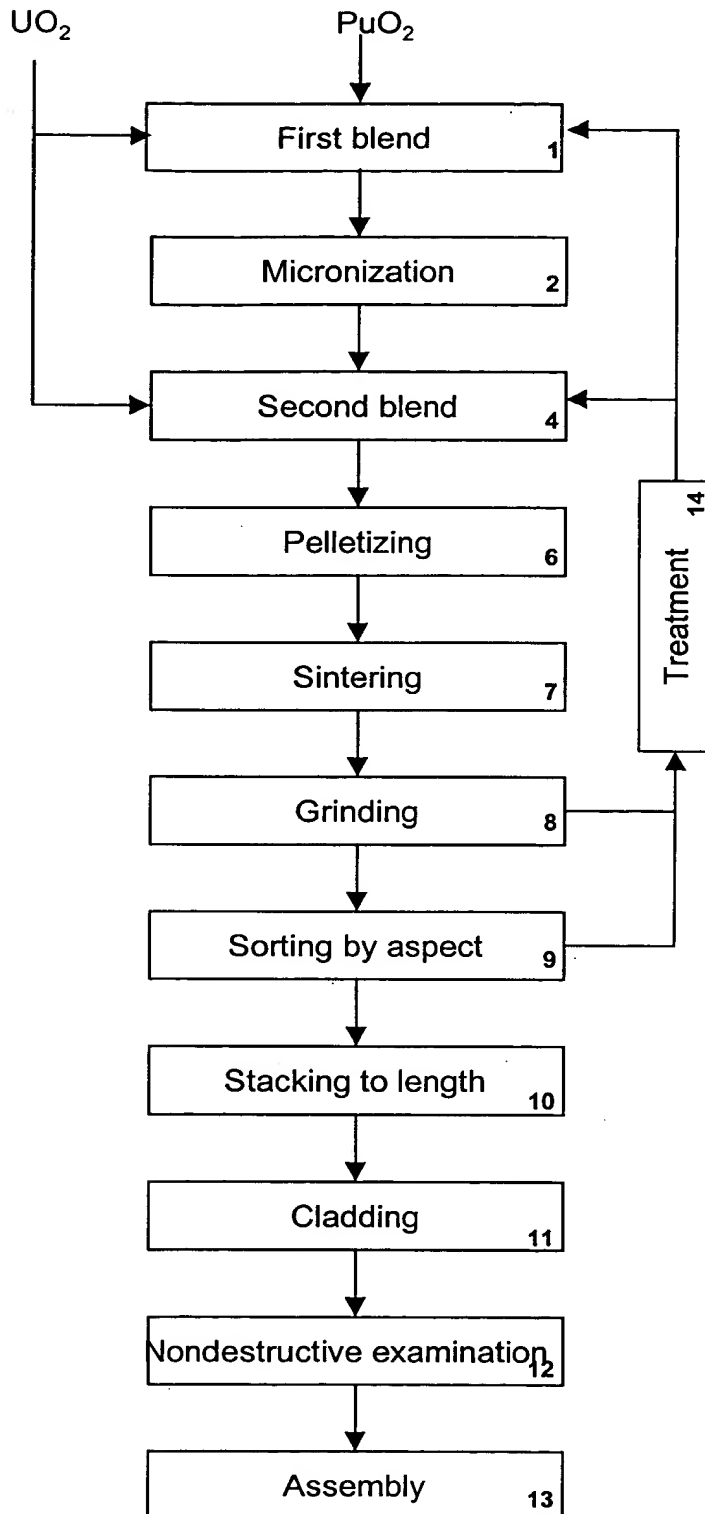 UO₂ PuO₂
First blend 1
Micronization 2
Second blend 4
14
Treatment
Pelletizing 6
Sintering 7
Grinding 8
Sorting by aspect 9
Stacking to length 10
Cladding 11
Nondestructive examination 12
Assembly 13